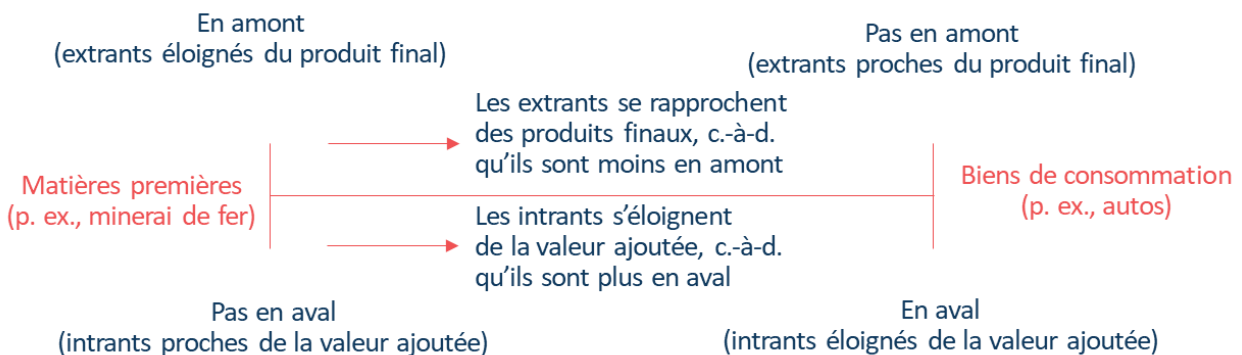 En amont
(extrants éloignés du produit final)
Pas en amont
(extrants proches du produit final)
Les extrants se rapprochent
des produits finaux, c.-à-d.
qu'ils sont moins en amont
Matières premières
(p. ex., minerai de fer)
Biens de consommation
(p. ex., autos)
Les intrants s'éloignent
de la valeur ajoutée, c.-à-d.
qu'ils sont plus en aval
Pas en aval
(intrants proches de la valeur ajoutée)
En aval
(intrants éloignés de la valeur ajoutée)